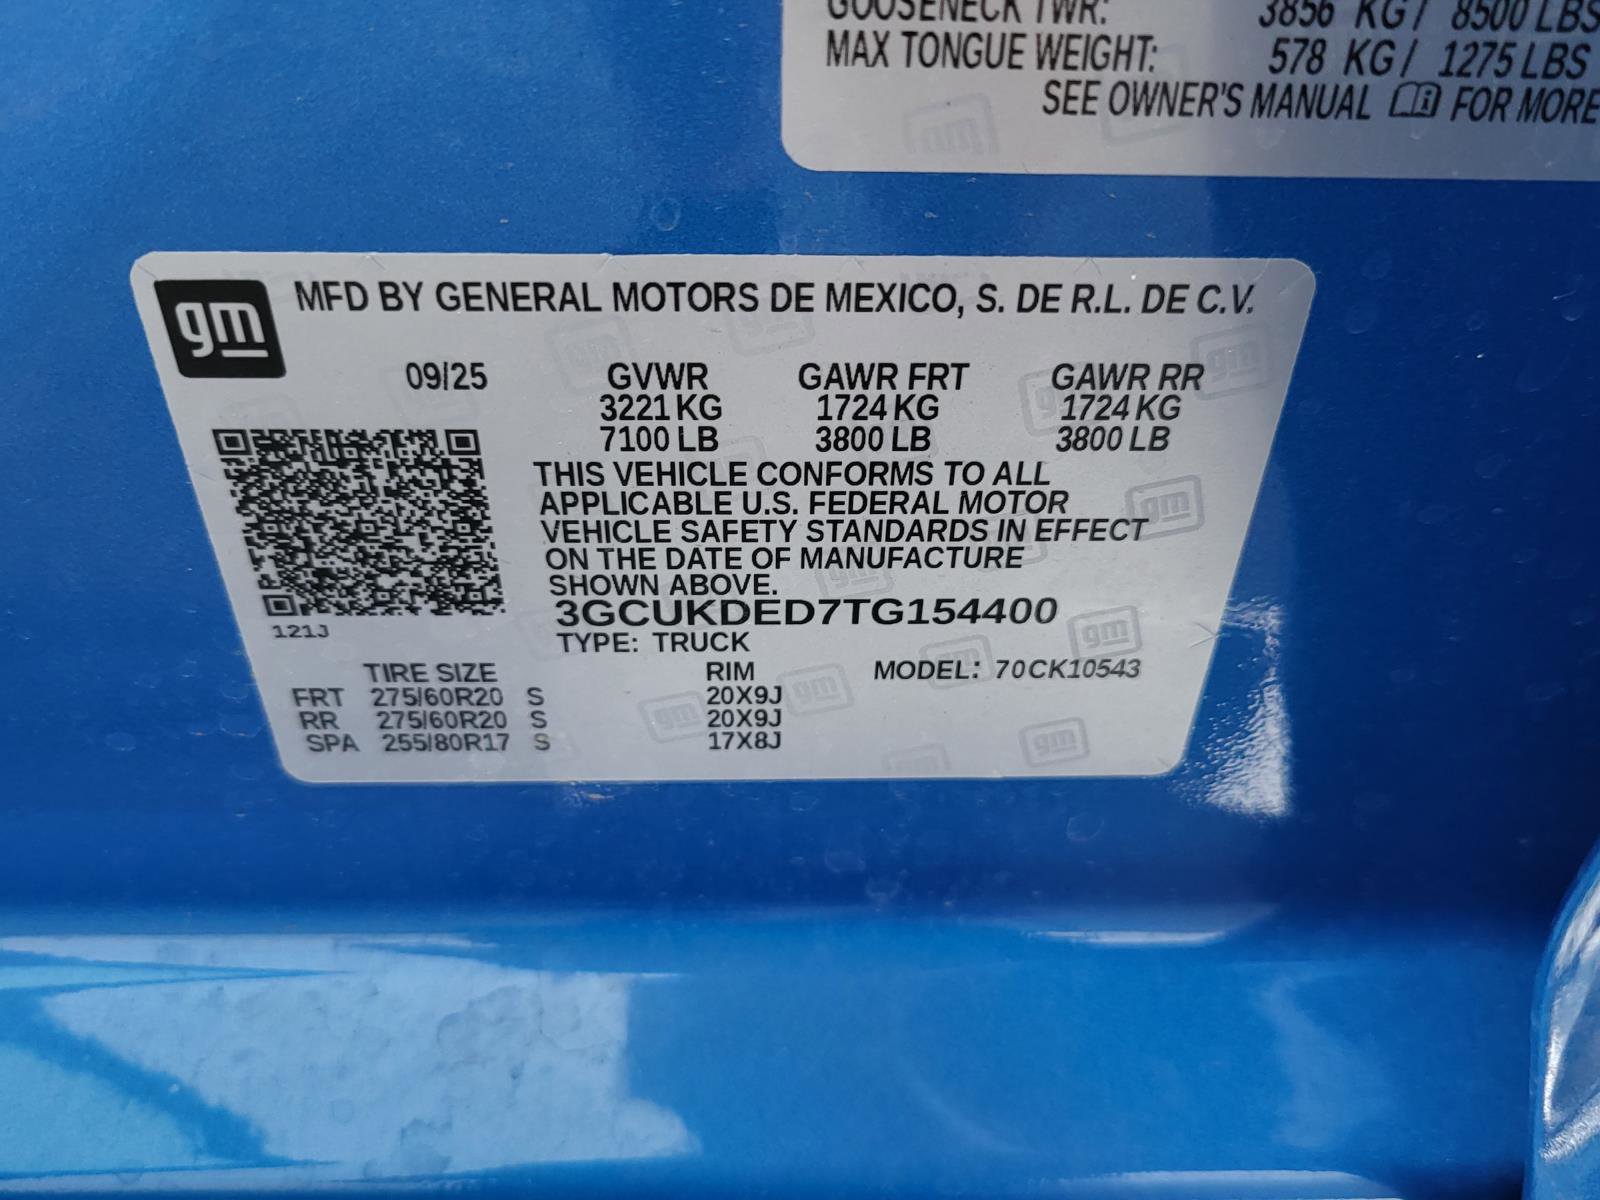 GOOSENECK TWR: 3856 KG / 8500 LBS
MAX TONGUE WEIGHT: 578 KG / 1275 LBS
SEE OWNER'S MANUAL FOR MORE
gm
MFD BY GENERAL MOTORS DE MEXICO, S. DE R.L. DE C.V.
09/25 GVWR GAWR FRT GAWR RR
3221 KG 1724 KG 1724 KG
7100 LB 3800 LB 3800 LB
THIS VEHICLE CONFORMS TO ALL
APPLICABLE U.S. FEDERAL MOTOR
VEHICLE SAFETY STANDARDS IN EFFECT
ON THE DATE OF MANUFACTURE
SHOWN ABOVE.
3GCUKDED7TG154400
121J
TYPE: TRUCK
TIRE SIZE RIM MODEL: 70CK10543
FRT 275/60R20 S 20X9J
RR 275/60R20 S 20X9J
SPA 255/80R17 S 17X8J